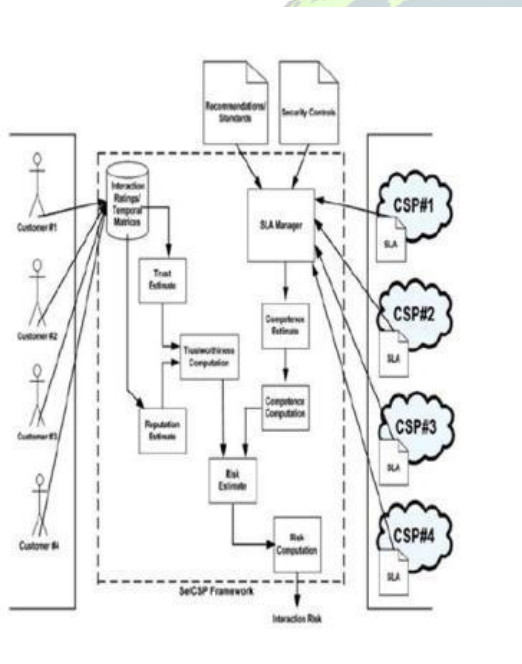 Recommendations/
Standards
Security Controls
Interaction
Ratings/
Temporal
Matrices
SLA Manager
CSP#1
SLA
Customer #1
Trust
Estimate
CSP#2
SLA
Customer #2
Trustworthiness
Computation
Competence
Estimate
CSP#3
SLA
Customer #3
Reputation
Estimate
Competence
Computation
Risk
Estimate
CSP#4
SLA
Customer #4
Risk
Computation
SelCSP Framework
Interaction Risk